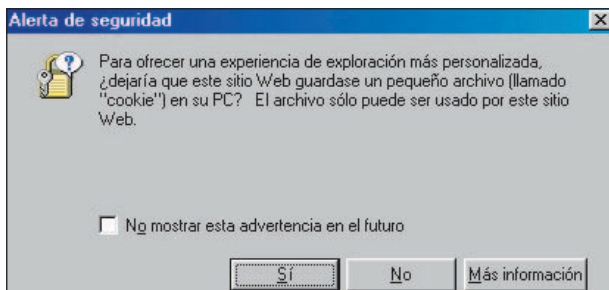 Alerta de seguridad
Para ofrecer una experiencia de exploración más personalizada,
¿dejaría que este sitio Web guardase un pequeño archivo (llamado
"cookie") en su PC? El archivo sólo puede ser usado por este sitio
Web.
No mostrar esta advertencia en el futuro
Sí No Más información